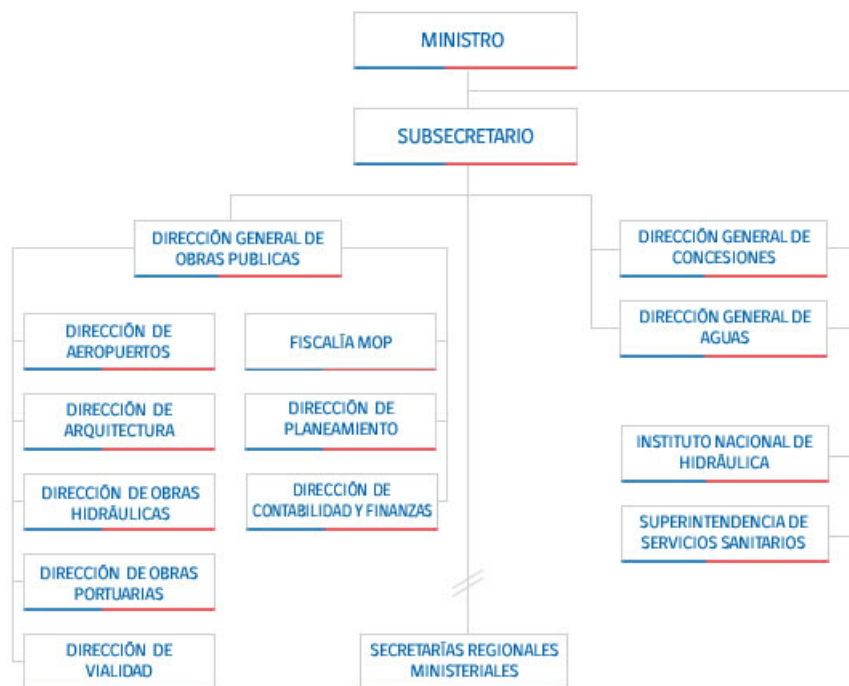 MINISTRO
SUBSECRETARIO
DIRECCIÓN GENERAL DE
OBRAS PUBLICAS
DIRECCIÓN GENERAL DE
CONCESIONES
DIRECCIÓN DE
AEROPUERTOS
FISCALÏA MOP
DIRECCIÓN GENERAL DE
AGUAS
DIRECCIÓN DE
ARQUITECTURA
DIRECCIÓN DE
PLANEAMIENTO
INSTITUTO NACIONAL DE
HIDRÁULICA
DIRECCIÓN DE OBRAS
HIDRÁULICAS
DIRECCIÓN DE
CONTABILIDAD Y FINANZAS
SUPERINTENDENCIA DE
SERVICIOS SANITARIOS
DIRECCIÓN DE OBRAS
PORTUARIAS
DIRECCIÓN DE
VIALIDAD
SECRETARÏAS REGIONALES
MINISTERIALES